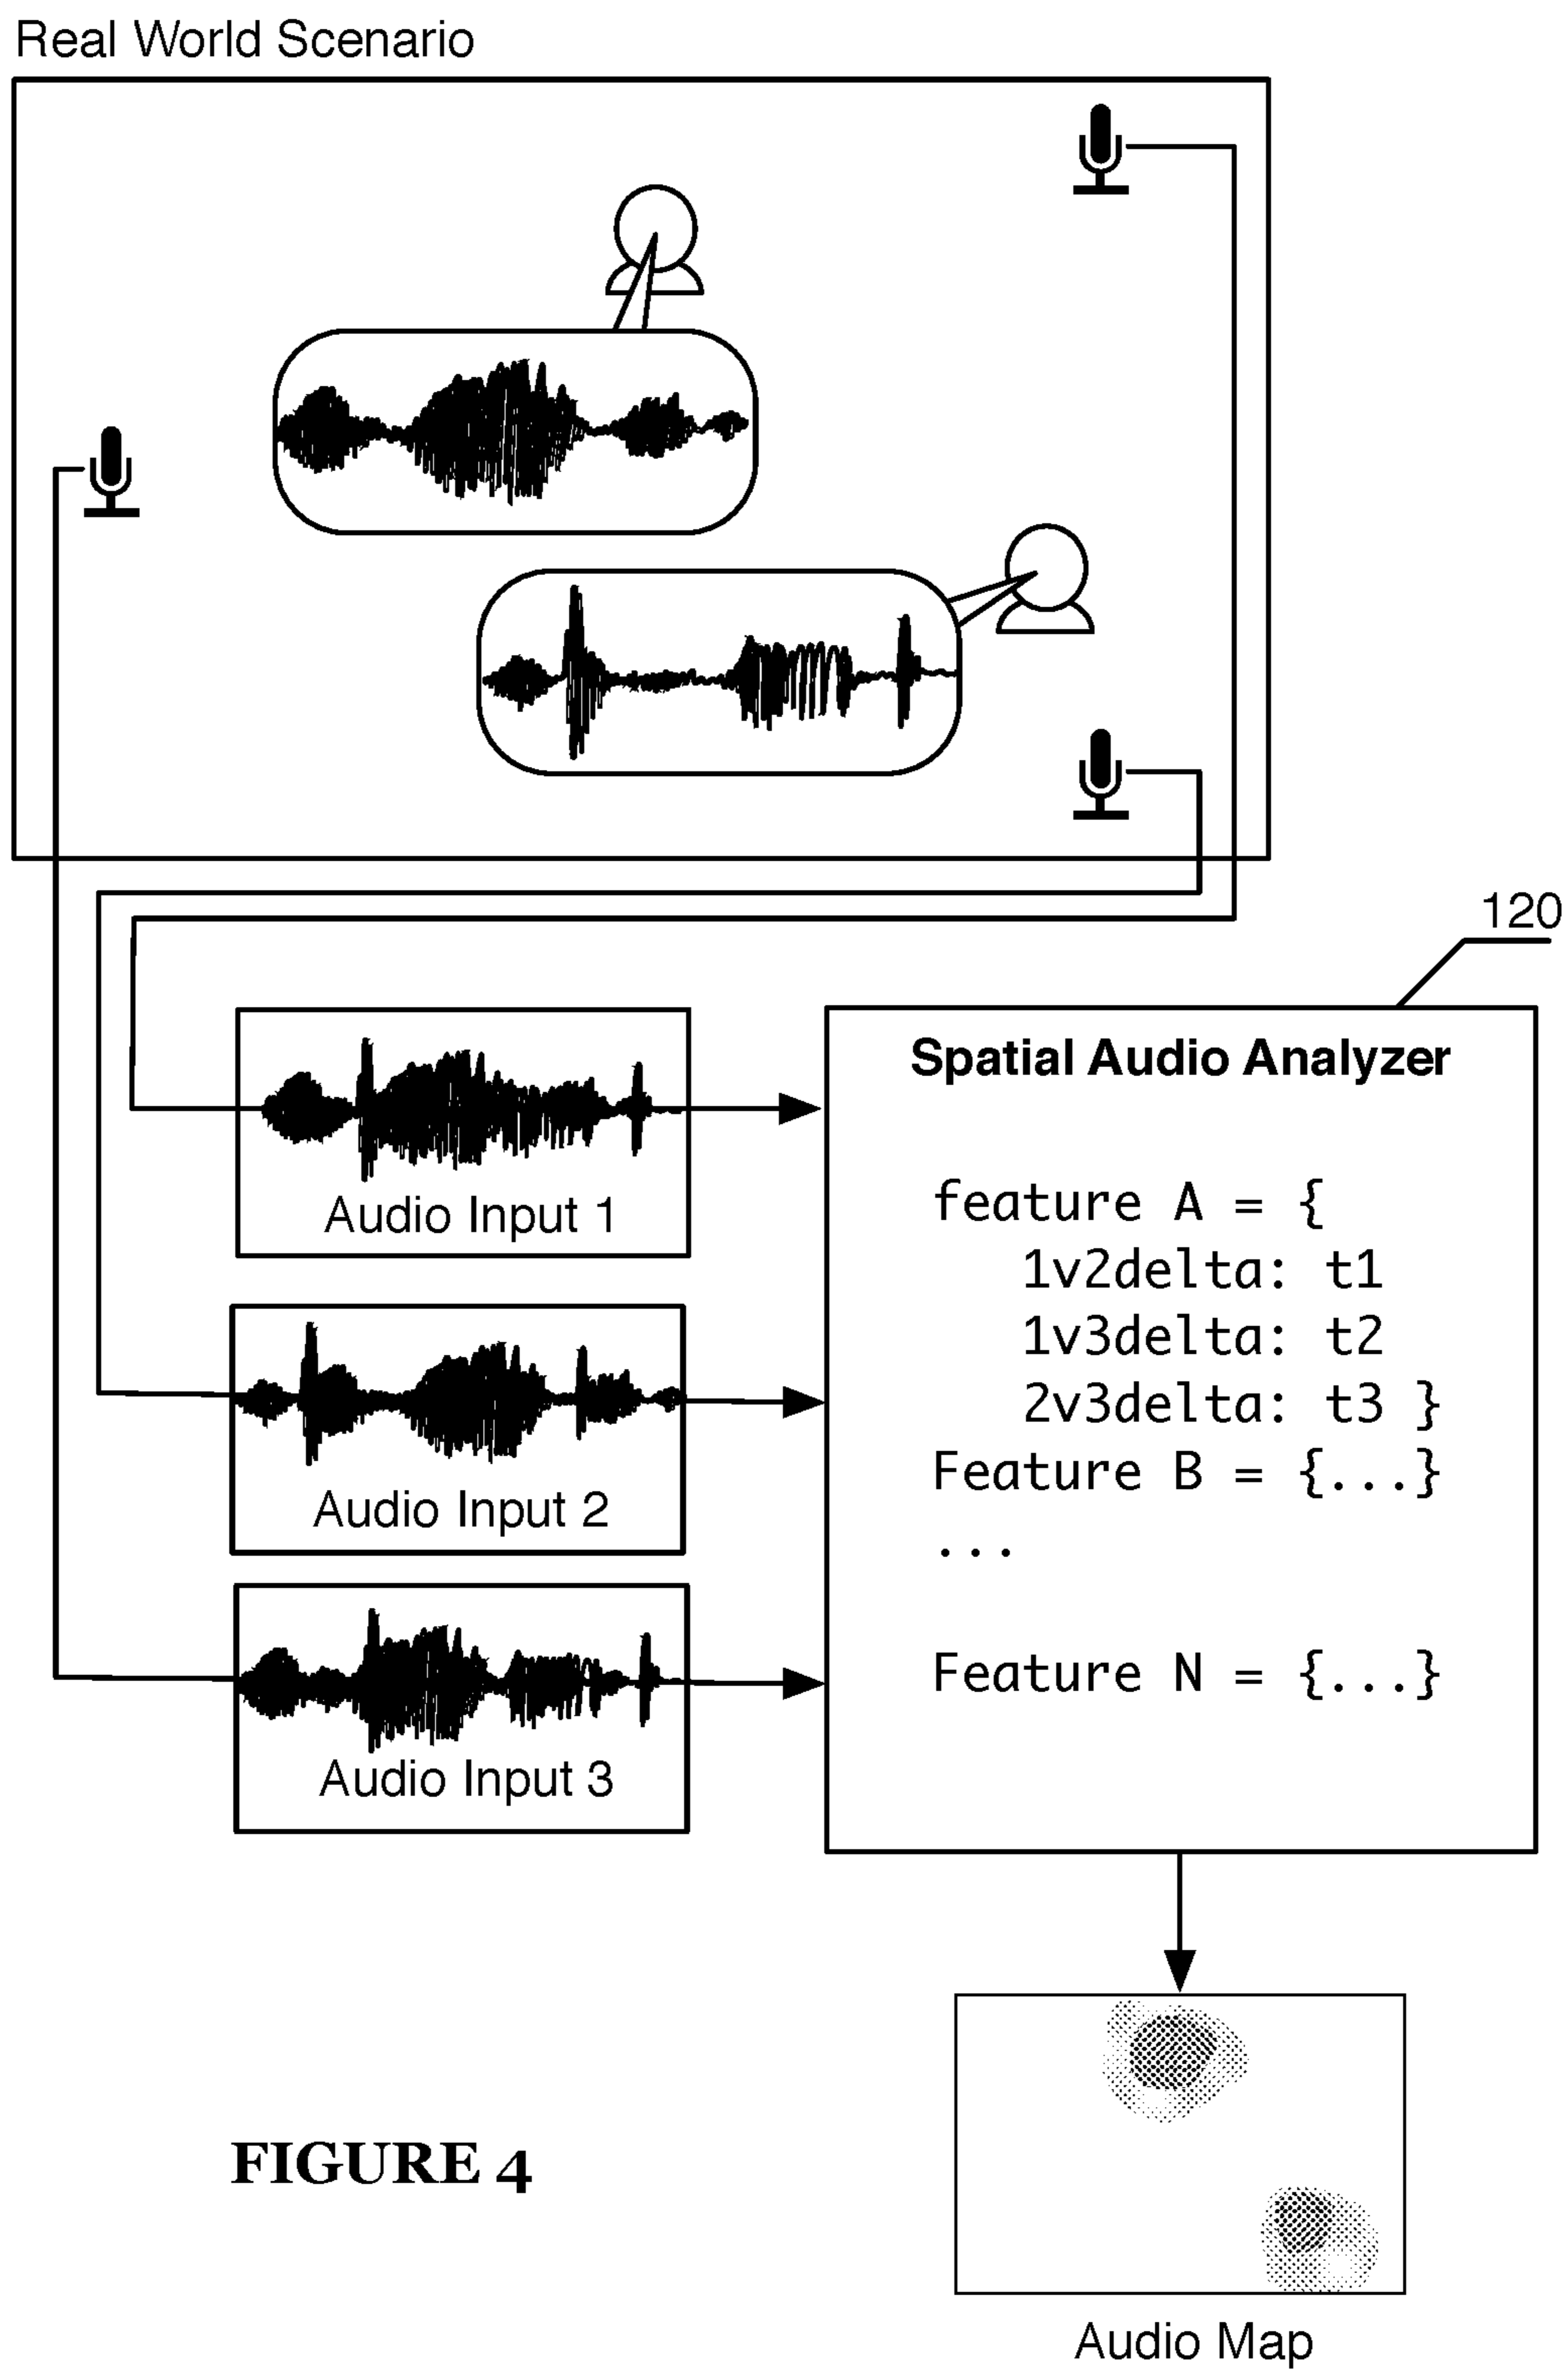 Real World Scenario
120
Spatial Audio Analyzer
feature A = {
1v2delta: t1
1v3delta: t2
2v3delta: t3 }
Feature B = {...}
...
Feature N = {...}
Audio Input 1
Audio Input 2
Audio Input 3
FIGURE 4
Audio Map